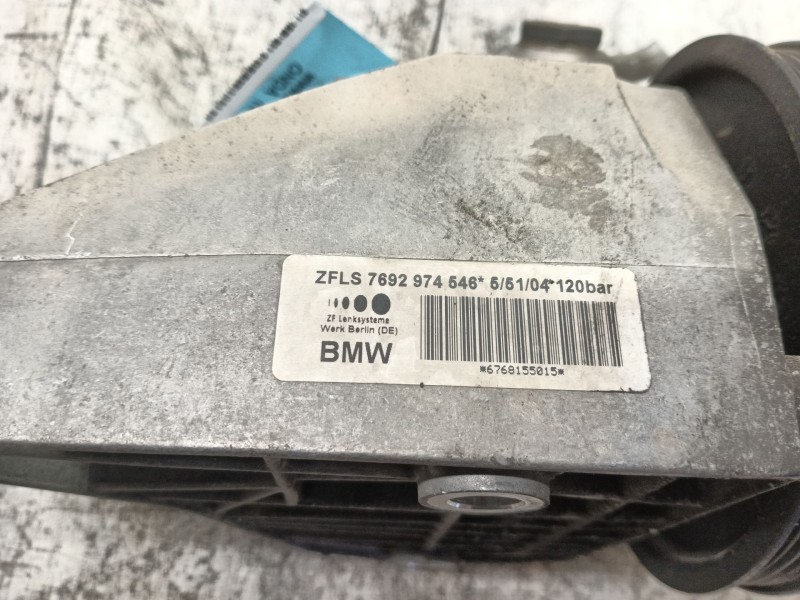 ZFLS 7692 974 546* 5/51/04*120bar
ZF Lenksysteme
Werk Berlin (DE)
BMW
*6768155015*